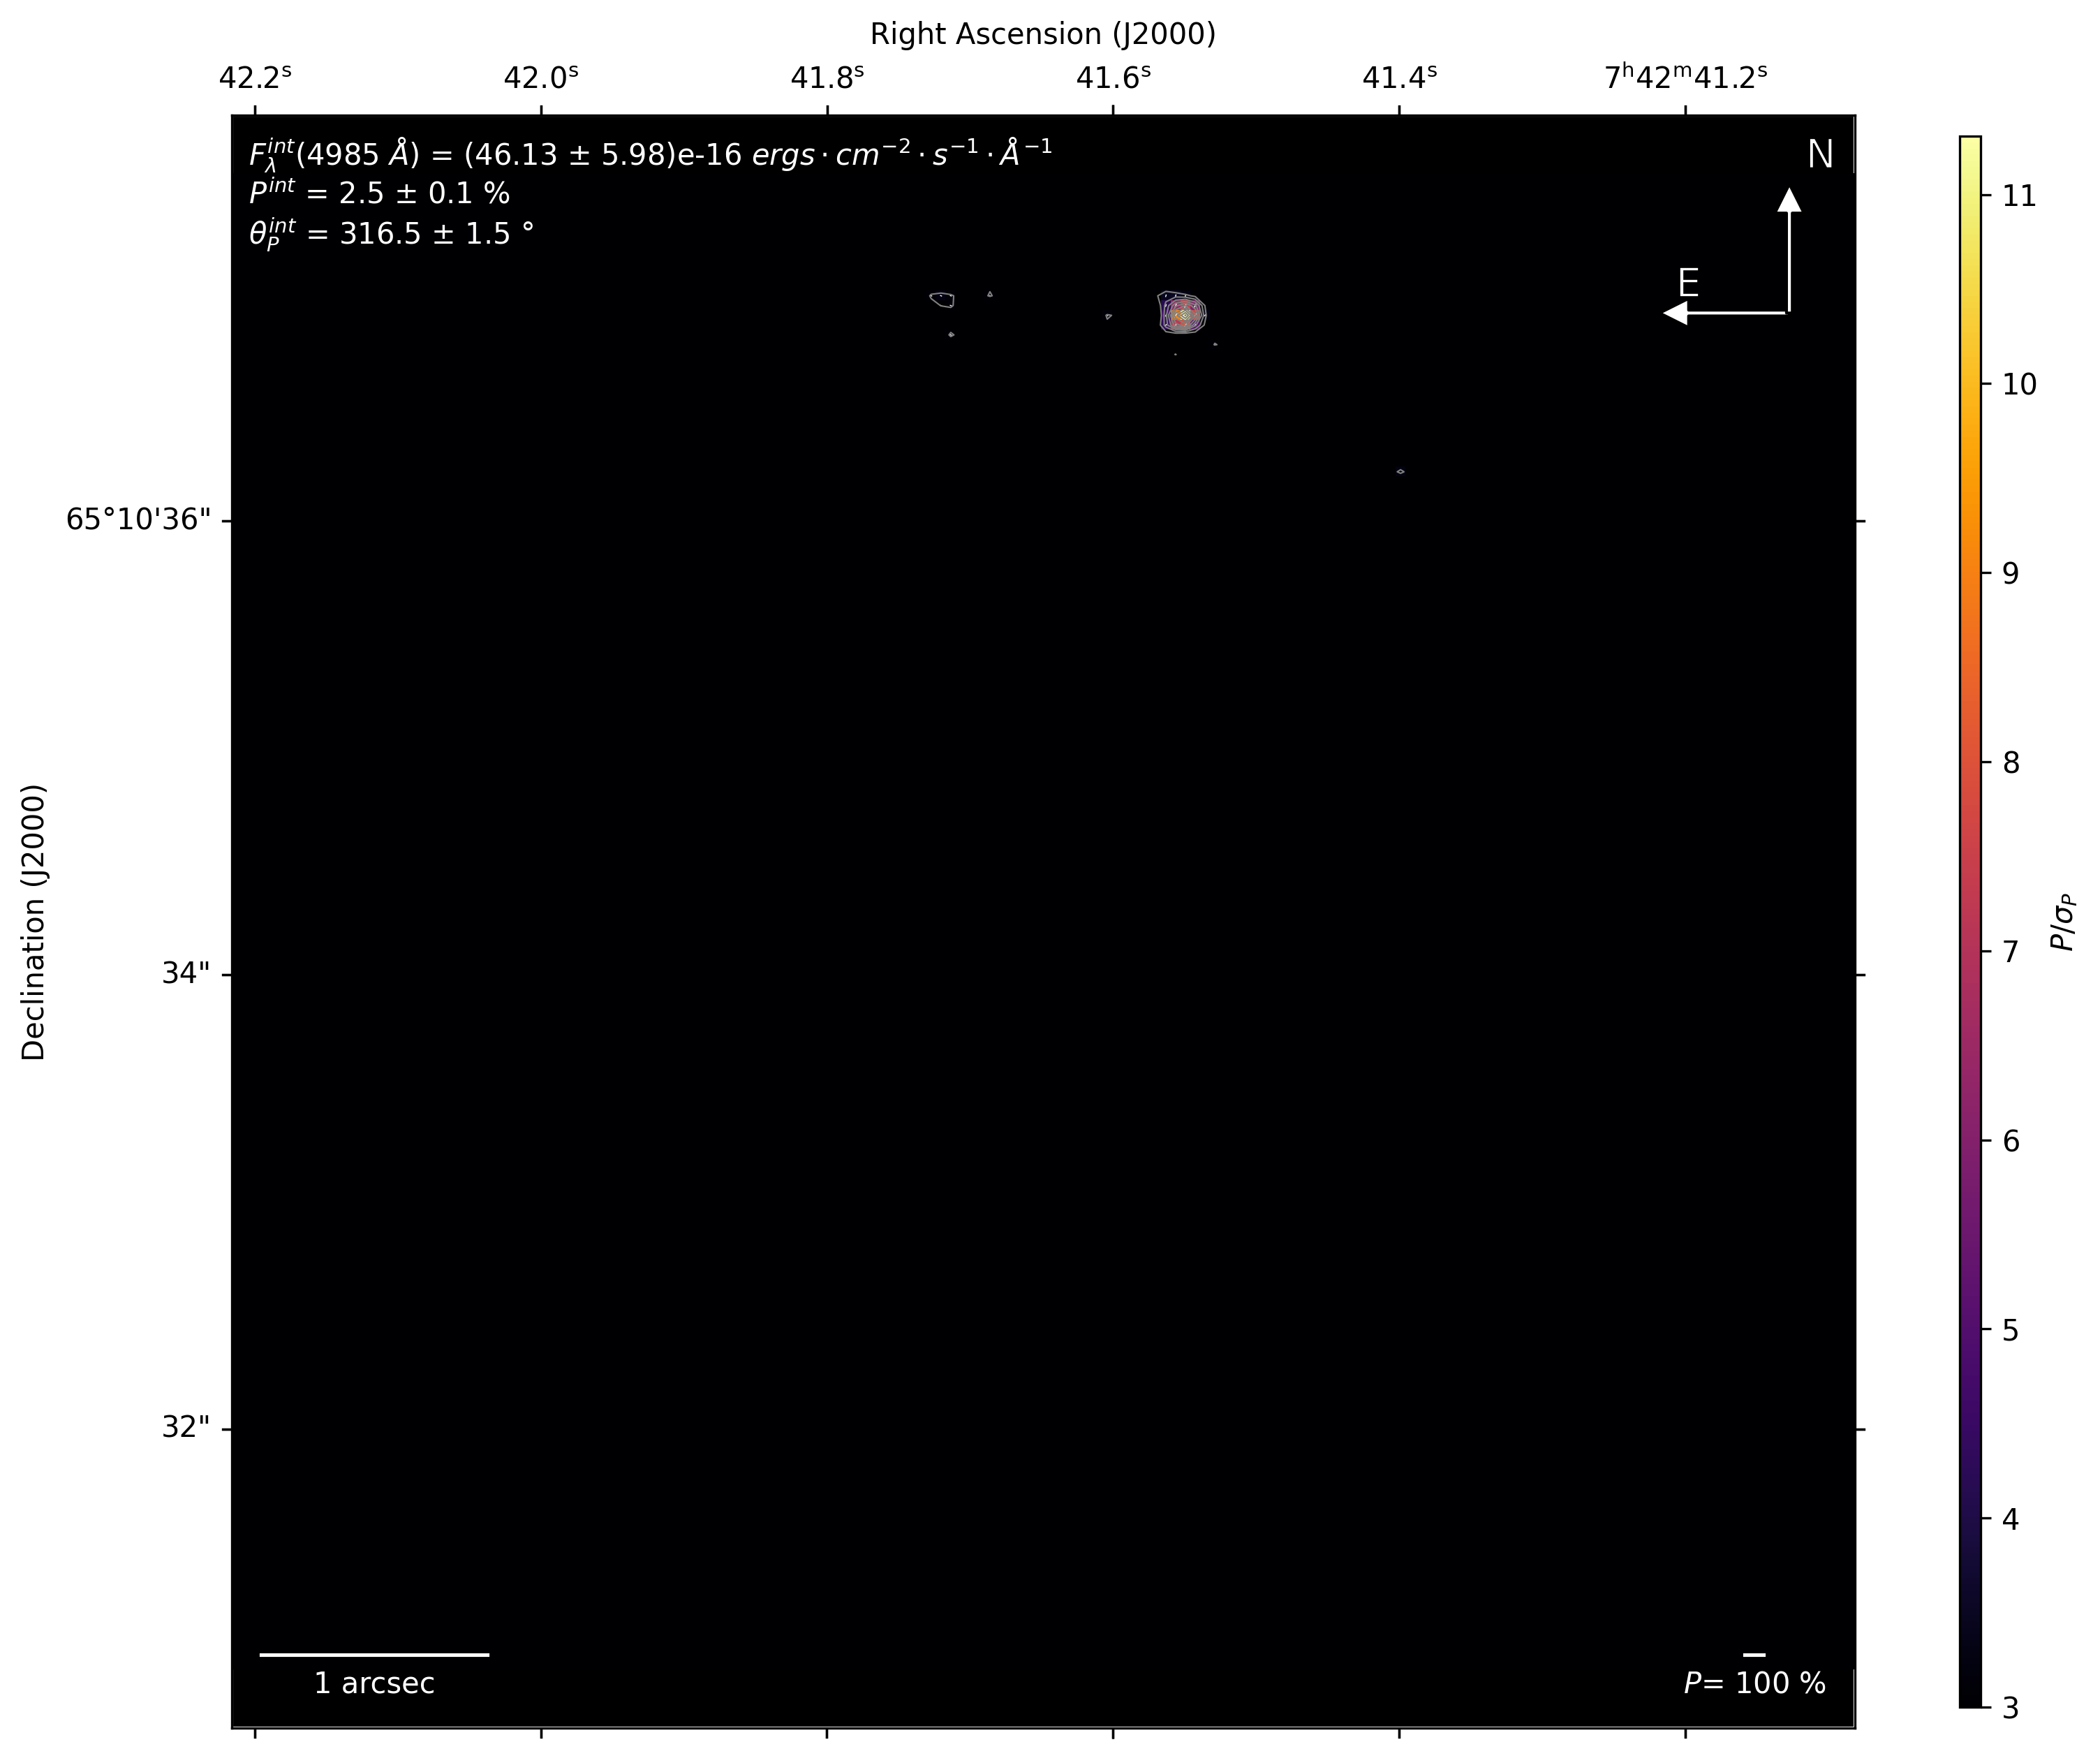 Right Ascension (J2000)
42.2ˢ 42.0ˢ 41.8ˢ 41.6ˢ 41.4ˢ 7ʰ42ᵐ41.2ˢ
F_λ^int(4985 Å) = (46.13 ± 5.98)e-16 ergs · cm⁻² · s⁻¹ · Å⁻¹
P^int = 2.5 ± 0.1 %
θ_P^int = 316.5 ± 1.5 °
N
E
65°10'36"
34"
32"
Declination (J2000)
1 arcsec
P= 100 %
11
10
9
8
7
6
5
4
3
P/σ_P